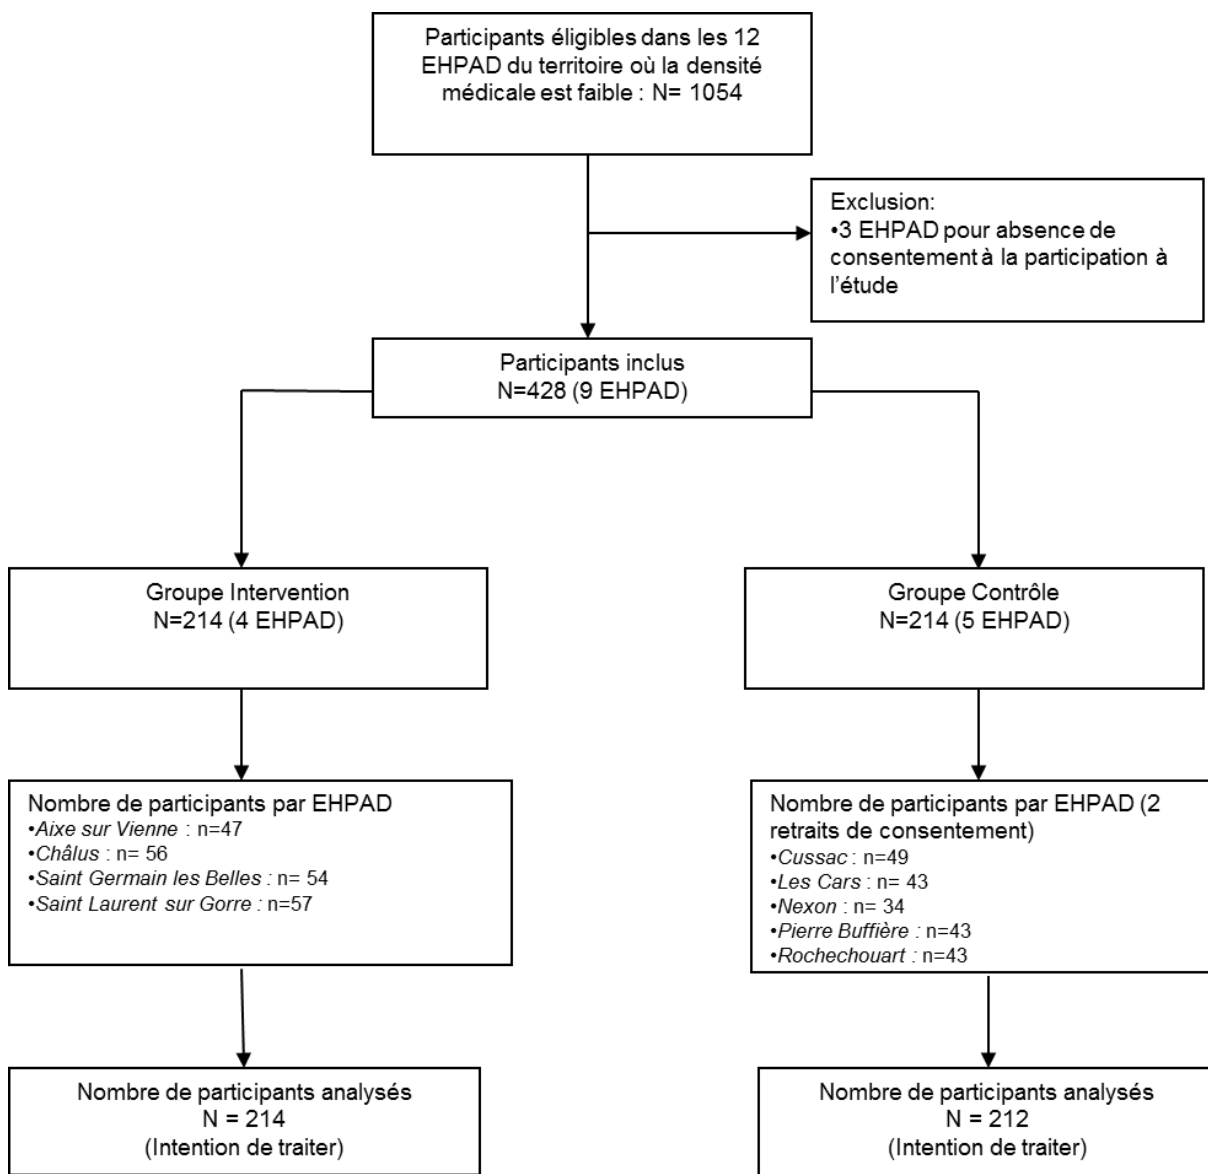 Participants éligibles dans les 12
EHPAD du territoire où la densité
médicale est faible : N= 1054
Exclusion:
•3 EHPAD pour absence de
consentement à la participation à
l'étude
Participants inclus
N=428 (9 EHPAD)
Groupe Intervention
N=214 (4 EHPAD)
Groupe Contrôle
N=214 (5 EHPAD)
Nombre de participants par EHPAD
•Aixe sur Vienne : n=47
•Châlus : n= 56
•Saint Germain les Belles : n= 54
•Saint Laurent sur Gorre : n=57
Nombre de participants par EHPAD (2
retraits de consentement)
•Cussac : n=49
•Les Cars : n= 43
•Nexon : n= 34
•Pierre Buffière : n=43
•Rochechouart : n=43
Nombre de participants analysés
N = 214
(Intention de traiter)
Nombre de participants analysés
N = 212
(Intention de traiter)